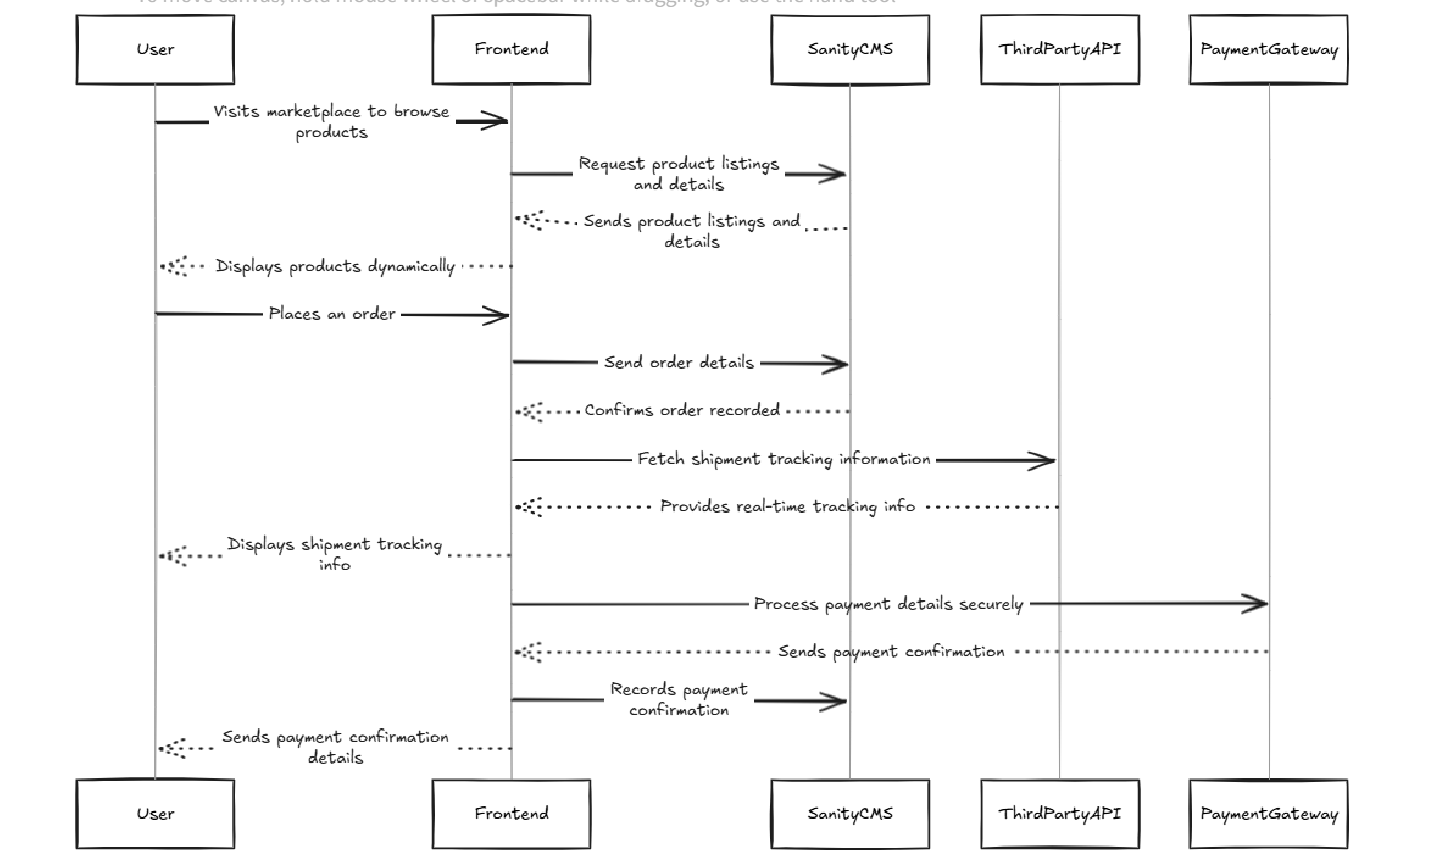 To move canvas, hold mouse wheel or spacebar while dragging, or use the hand tool
User
Frontend
SanityCMS
ThirdPartyAPI
PaymentGateway
Visits marketplace to browse
products
Request product listings
and details
Sends product listings and
details
Displays products dynamically
Places an order
Send order details
Confirms order recorded
Fetch shipment tracking information
Provides real-time tracking info
Displays shipment tracking
info
Process payment details securely
Sends payment confirmation
Records payment
confirmation
Sends payment confirmation
details
User
Frontend
SanityCMS
ThirdPartyAPI
PaymentGateway